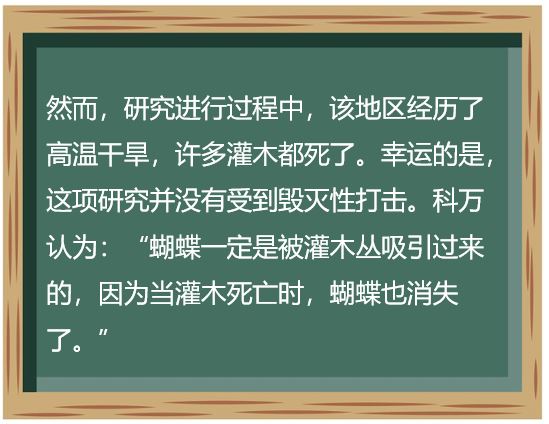 然而，研究进行过程中，该地区经历了
高温干旱，许多灌木都死了。幸运的是，
这项研究并没有受到毁灭性打击。科万
认为：“蝴蝶一定是被灌木丛吸引过来
的，因为当灌木死亡时，蝴蝶也消失
了。”